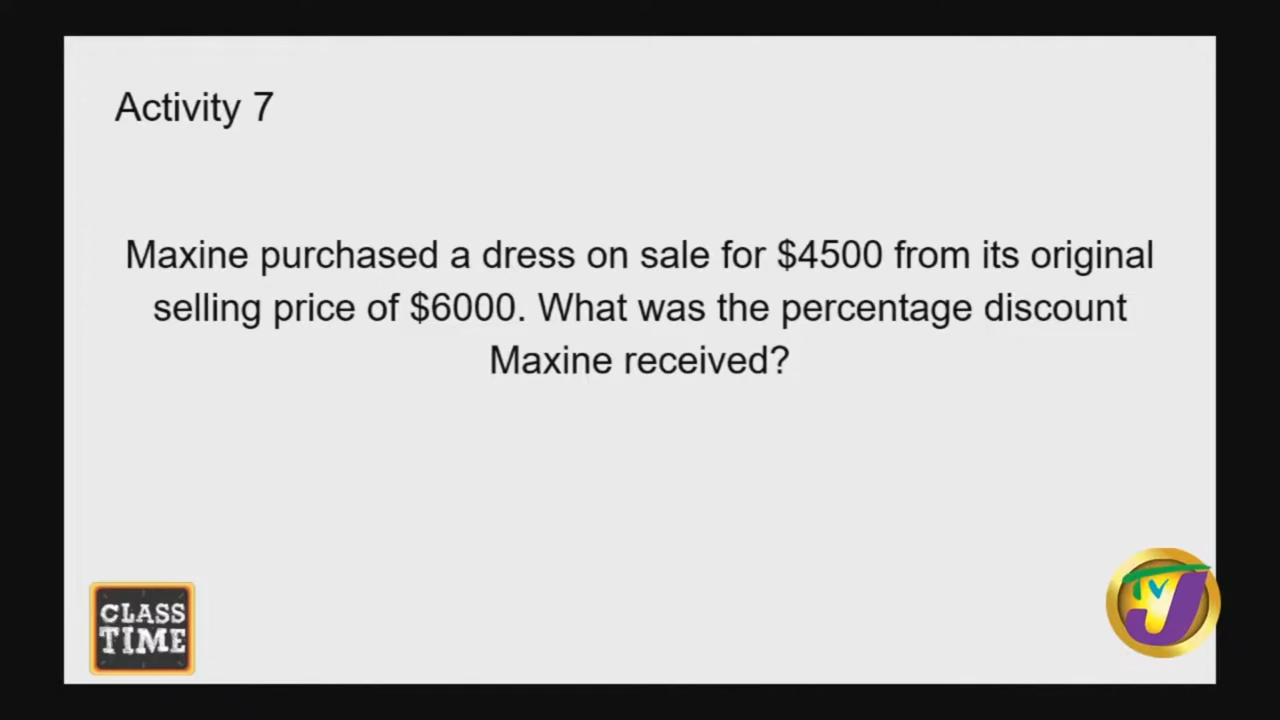 Activity 7
Maxine purchased a dress on sale for $4500 from its original
selling price of $6000. What was the percentage discount
Maxine received?
CLASS
TIME
TVJ